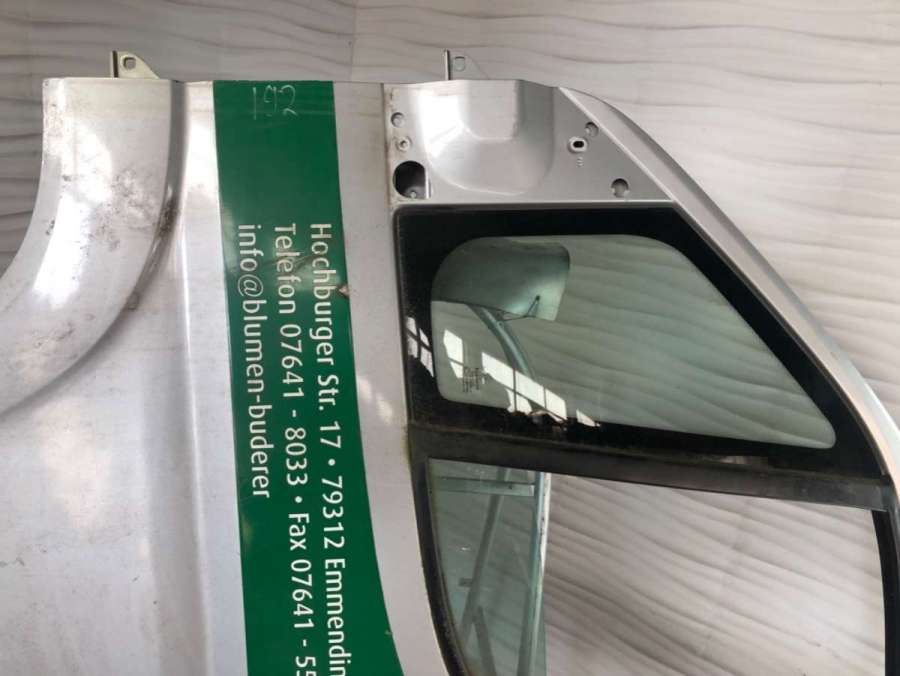 192
Hochburger Str. 17 • 79312 Emmendin
Telefon 07641 - 8033 • Fax 07641 - 55
info@blumen-buderer